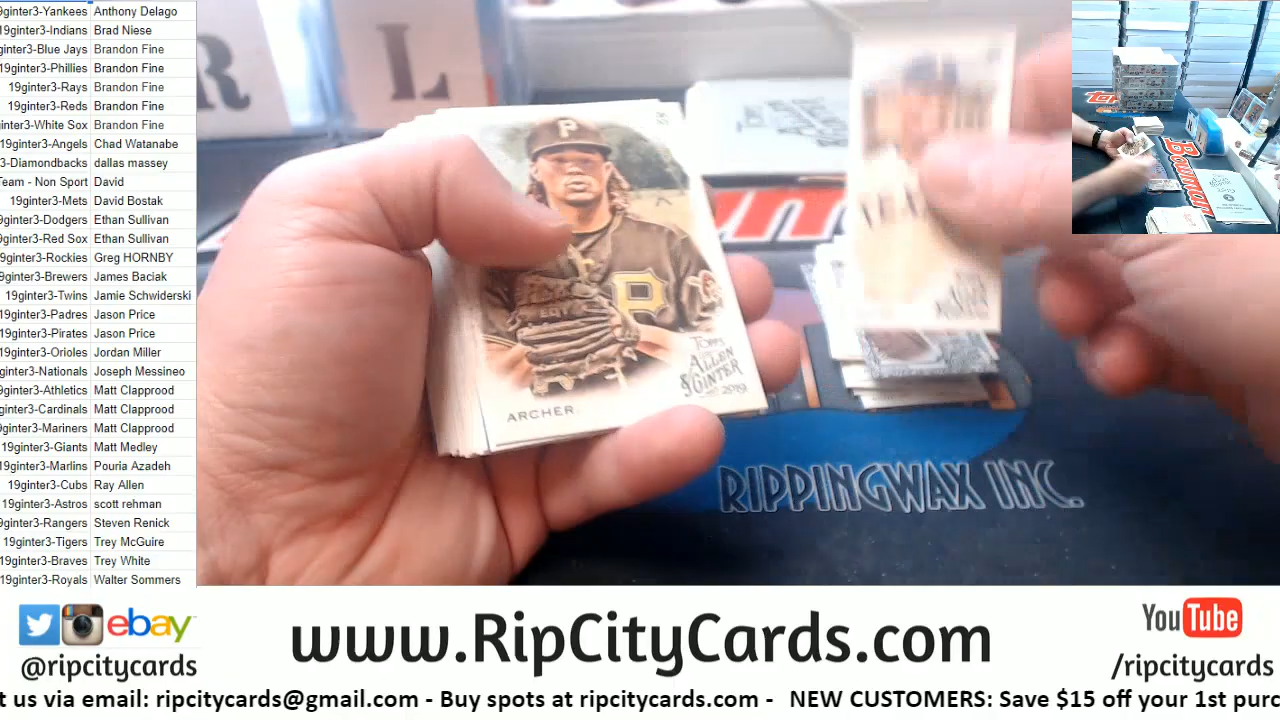 9ginter3-Yankees Anthony Delago
19ginter3-Indians Brad Niese
9ginter3-Blue Jays Brandon Fine
19ginter3-Phillies Brandon Fine
19ginter3-Rays Brandon Fine
19ginter3-Reds Brandon Fine
ginter3-White Sox Brandon Fine
19ginter3-Angels Chad Watanabe
3-Diamondbacks dallas massey
Team - Non Sport David
19ginter3-Mets David Bostak
9ginter3-Dodgers Ethan Sullivan
9ginter3-Red Sox Ethan Sullivan
9ginter3-Rockies Greg HORNBY
9ginter3-Brewers James Baciak
19ginter3-Twins Jamie Schwiderski
19ginter3-Padres Jason Price
19ginter3-Pirates Jason Price
19ginter3-Orioles Jordan Miller
ginter3-Nationals Joseph Messineo
9ginter3-Athletics Matt Clapprood
ginter3-Cardinals Matt Clapprood
9ginter3-Mariners Matt Clapprood
19ginter3-Giants Matt Medley
19ginter3-Marlins Pouria Azadeh
19ginter3-Cubs Ray Allen
19ginter3-Astros scott rehman
9ginter3-Rangers Steven Renick
19ginter3-Tigers Trey McGuire
19ginter3-Braves Trey White
19ginter3-Royals Walter Sommers
R L
P
P
TOPPS
ALLEN
& GINTER
2019
ARCHER
RIPPINGWAX INC.
Bowman
ebay
@ripcitycards
www.RipCityCards.com
YouTube
/ripcitycards
t us via email: ripcitycards@gmail.com - Buy spots at ripcitycards.com - NEW CUSTOMERS: Save $15 off your 1st purc